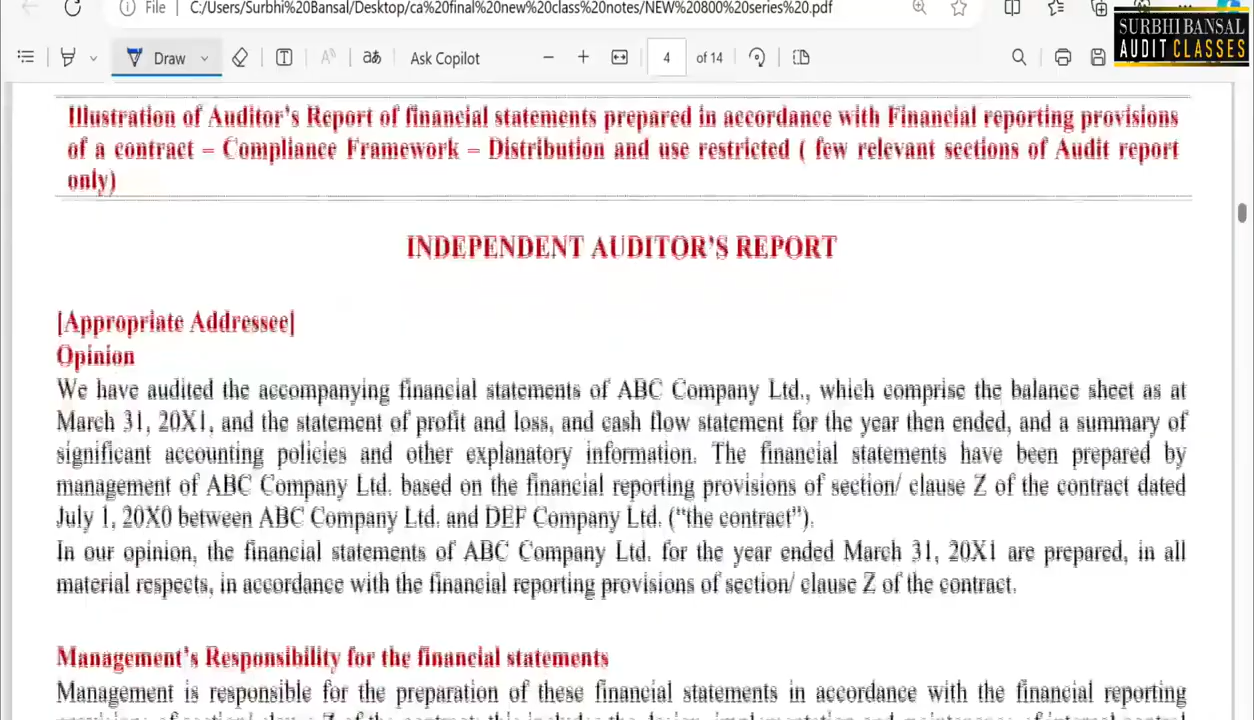 File C:/Users/Surbhi%20Bansal/Desktop/ca%20final%20new%20class%20notes/NEW%20800%20series%20.pdf
SURBHI BANSAL
AUDIT CLASSES
Draw Ask Copilot 4 of 14
Illustration of Auditor's Report of financial statements prepared in accordance with Financial reporting provisions
of a contract – Compliance Framework – Distribution and use restricted ( few relevant sections of Audit report
only)
INDEPENDENT AUDITOR'S REPORT
[Appropriate Addressee]
Opinion
We have audited the accompanying financial statements of ABC Company Ltd., which comprise the balance sheet as at
March 31, 20X1, and the statement of profit and loss, and cash flow statement for the year then ended, and a summary of
significant accounting policies and other explanatory information. The financial statements have been prepared by
management of ABC Company Ltd. based on the financial reporting provisions of section/ clause Z of the contract dated
July 1, 20X0 between ABC Company Ltd. and DEF Company Ltd. ("the contract").
In our opinion, the financial statements of ABC Company Ltd. for the year ended March 31, 20X1 are prepared, in all
material respects, in accordance with the financial reporting provisions of section/ clause Z of the contract.
Management's Responsibility for the financial statements
Management is responsible for the preparation of these financial statements in accordance with the financial reporting